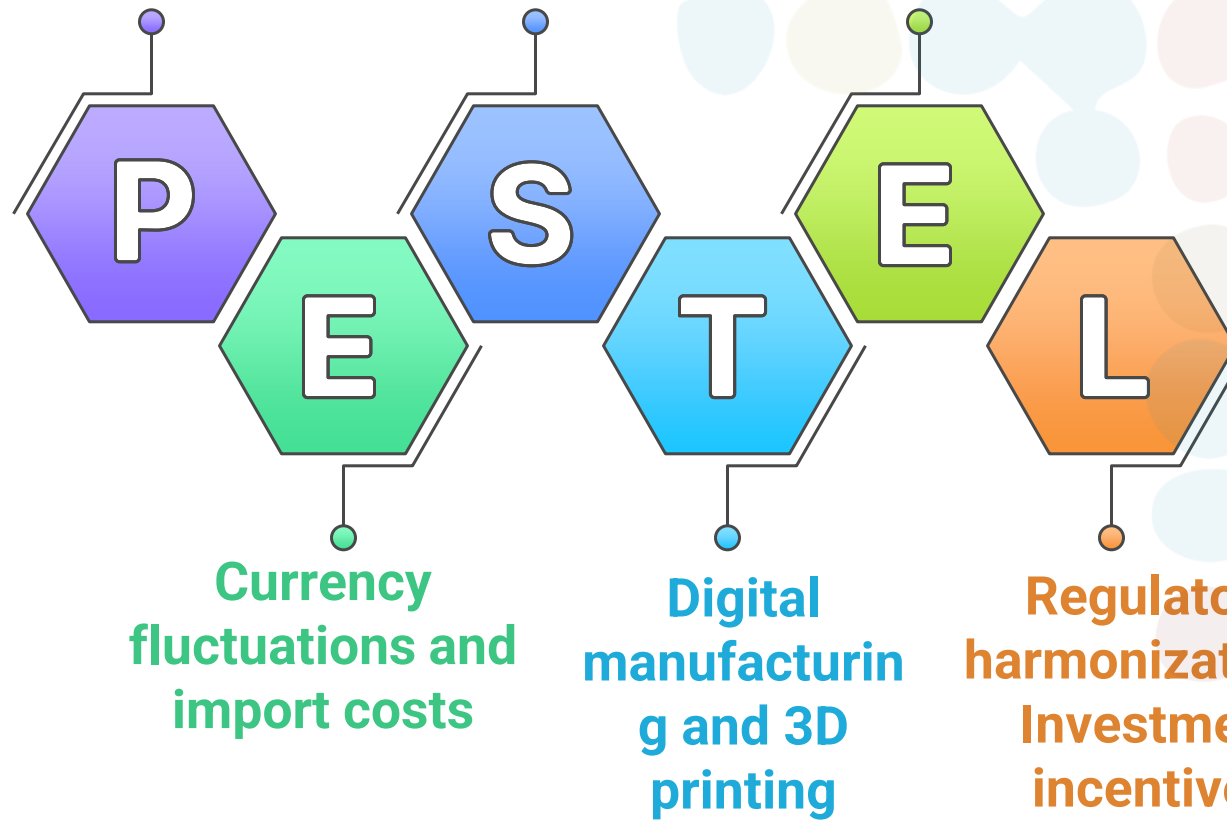 P
E
S
T
E
L
Currency
fluctuations and
import costs
Digital
manufacturin
g and 3D
printing